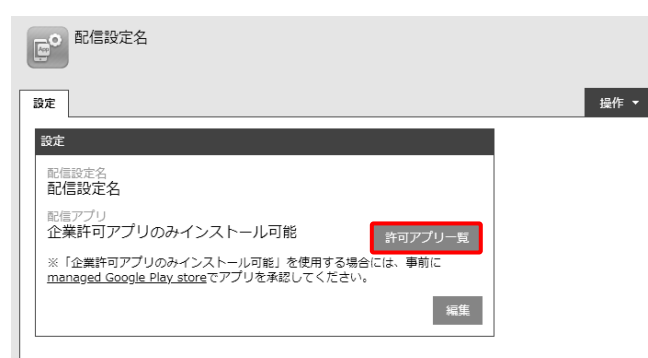 App
配信設定名
設定
操作 ▼
設定
配信設定名
配信設定名
配信アプリ
企業許可アプリのみインストール可能
許可アプリ一覧
※「企業許可アプリのみインストール可能」を使用する場合には、事前に
managed Google Play storeでアプリを承認してください。
編集